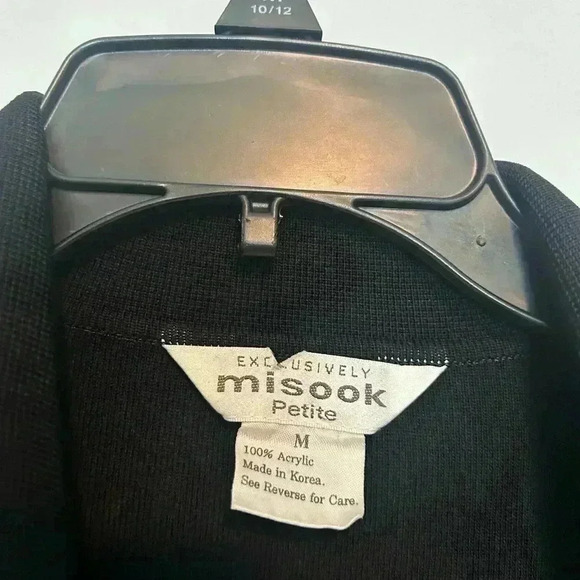 10/12
EXCLUSIVELY
misook
Petite
M
100% Acrylic
Made in Korea.
See Reverse for Care.